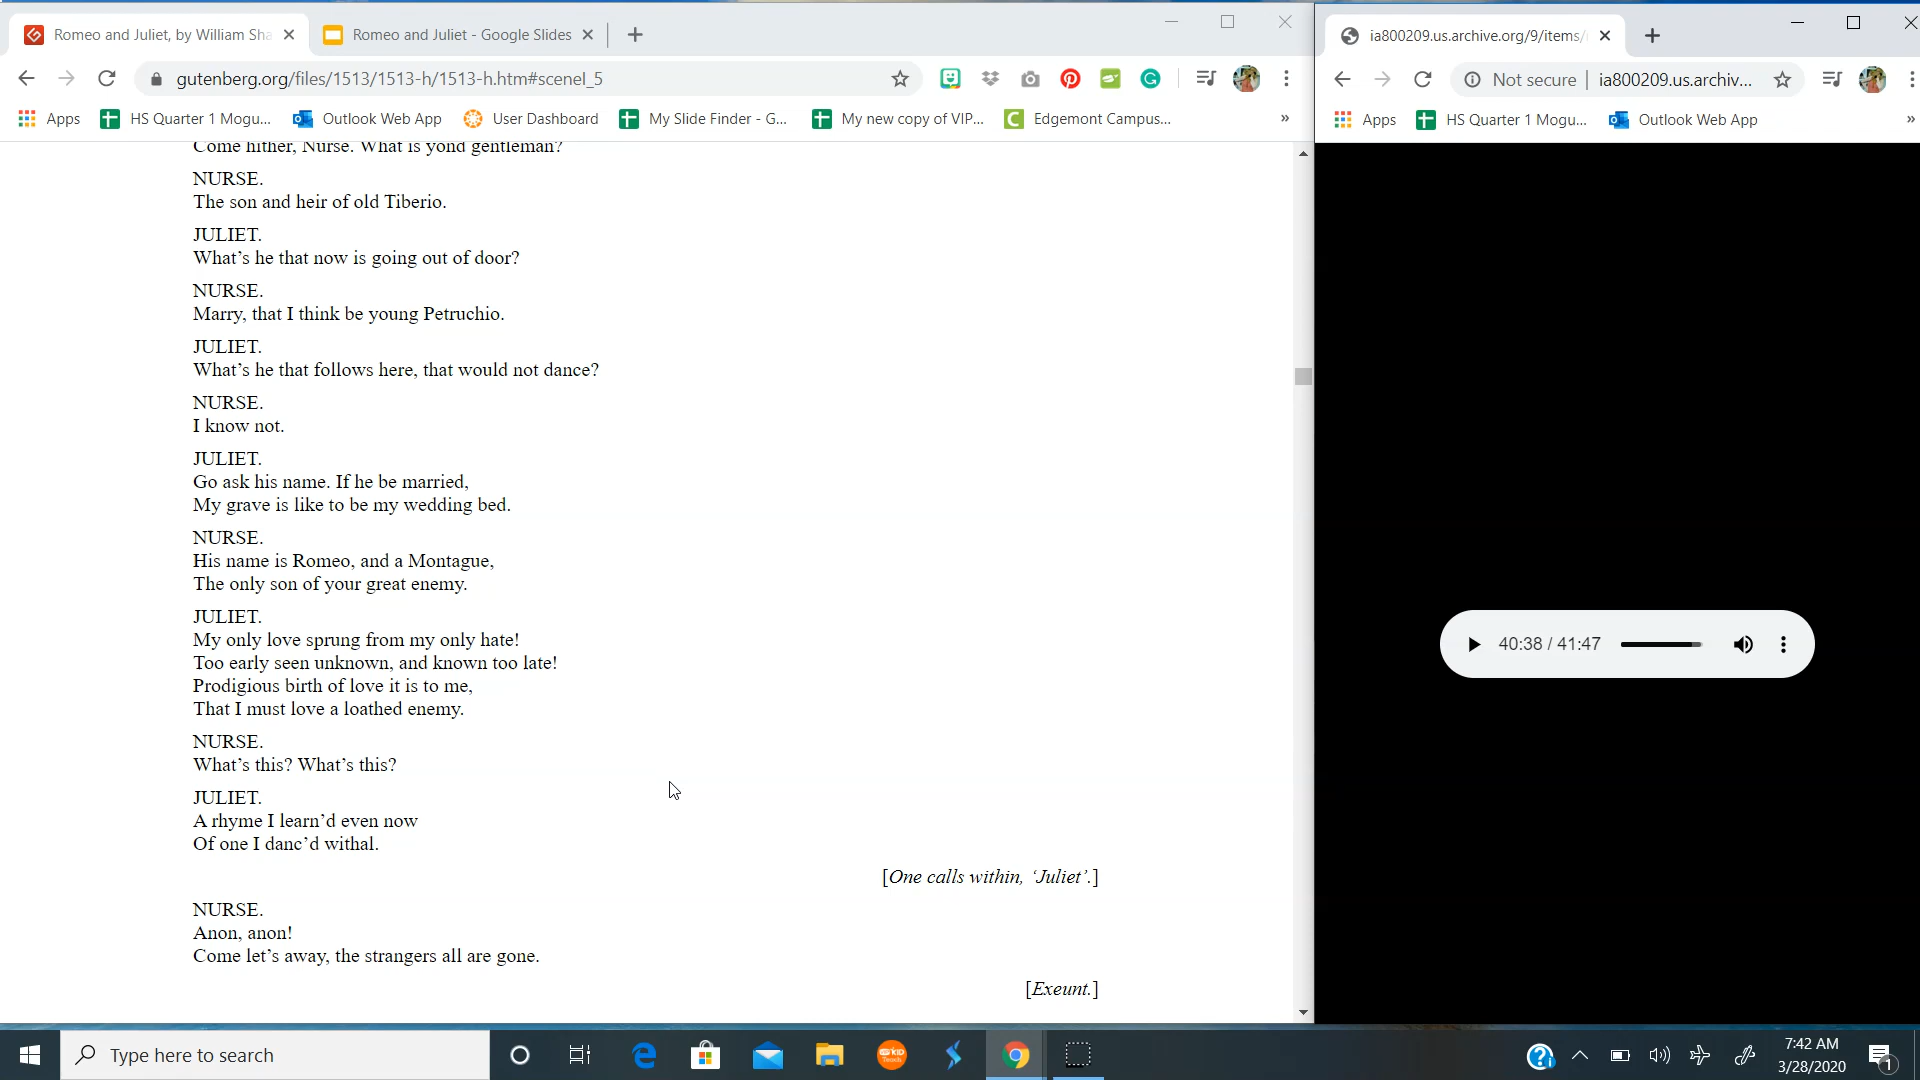 Romeo and Juliet, by William Sha
Romeo and Juliet - Google Slides
gutenberg.org/files/1513/1513-h/1513-h.htm#sceneI_5
Apps
HS Quarter 1 Mogu...
Outlook Web App
User Dashboard
My Slide Finder - G...
My new copy of VIP...
Edgemont Campus...
»
Come hither, Nurse. What is yond gentleman?
NURSE.
The son and heir of old Tiberio.
JULIET.
What’s he that now is going out of door?
NURSE.
Marry, that I think be young Petruchio.
JULIET.
What’s he that follows here, that would not dance?
NURSE.
I know not.
JULIET.
Go ask his name. If he be married,
My grave is like to be my wedding bed.
NURSE.
His name is Romeo, and a Montague,
The only son of your great enemy.
JULIET.
My only love sprung from my only hate!
Too early seen unknown, and known too late!
Prodigious birth of love it is to me,
That I must love a loathed enemy.
NURSE.
What’s this? What’s this?
JULIET.
A rhyme I learn’d even now
Of one I danc’d withal.
[One calls within, ‘Juliet’.]
NURSE.
Anon, anon!
Come let’s away, the strangers all are gone.
[Exeunt.]
ia800209.us.archive.org/9/items/
Not secure | ia800209.us.archiv...
Apps
HS Quarter 1 Mogu...
Outlook Web App
»
40:38 / 41:47
Type here to search
7:42 AM
3/28/2020
1